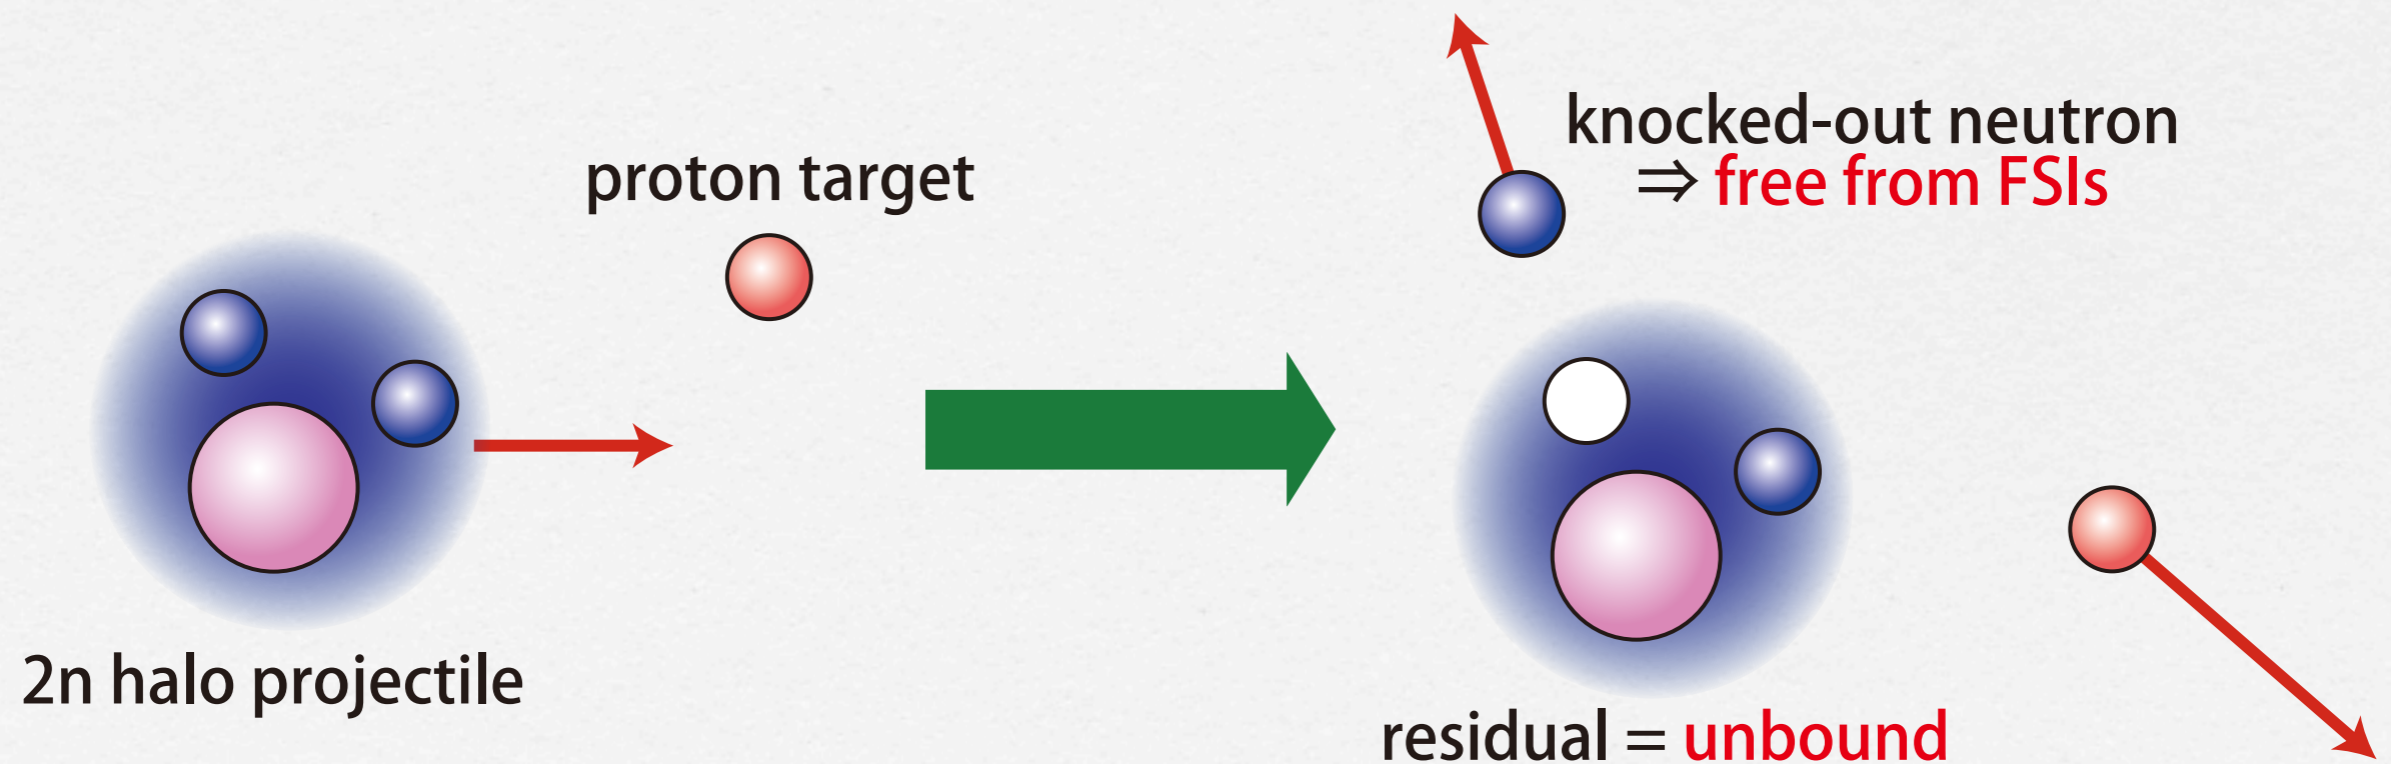 proton target
2n halo projectile
knocked-out neutron
⇒ free from FSIs
residual = unbound